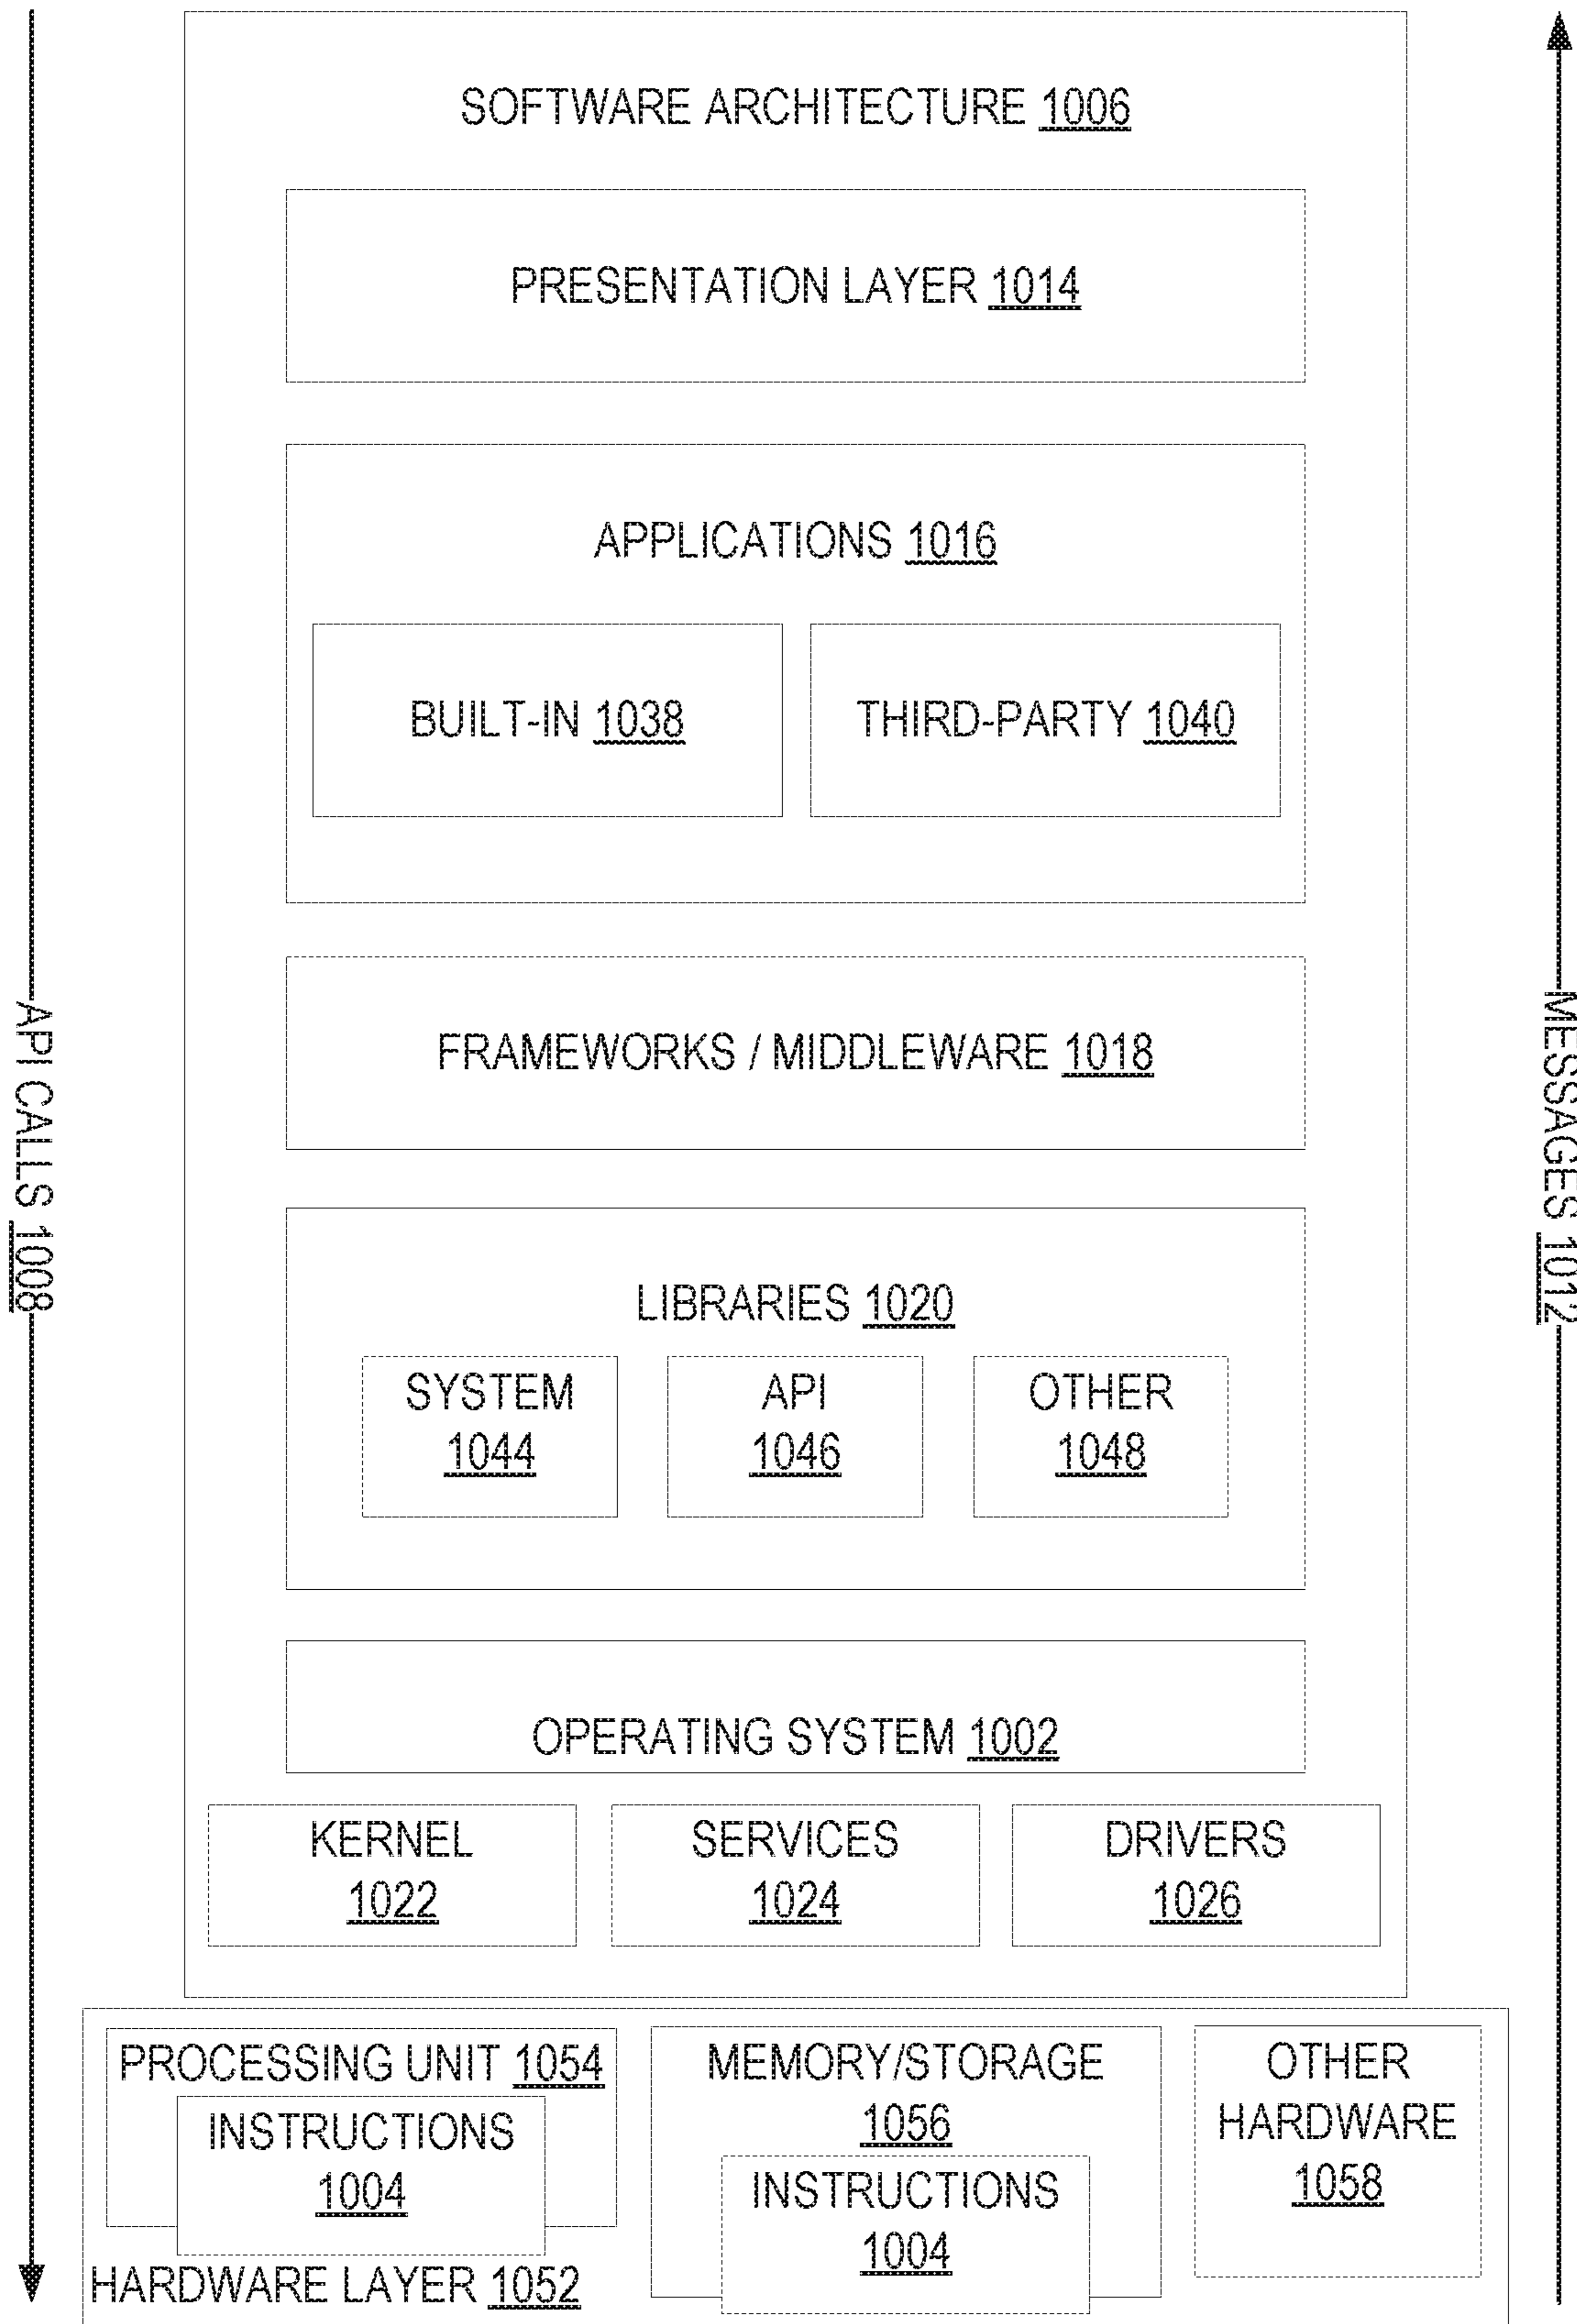 SOFTWARE ARCHITECTURE 1006
PRESENTATION LAYER 1014
APPLICATIONS 1016
BUILT-IN 1038
THIRD-PARTY 1040
FRAMEWORKS / MIDDLEWARE 1018
API CALLS 1008
MESSAGES 1012
LIBRARIES 1020
SYSTEM
1044
API
1046
OTHER
1048
OPERATING SYSTEM 1002
KERNEL
1022
SERVICES
1024
DRIVERS
1026
PROCESSING UNIT 1054
INSTRUCTIONS
1004
MEMORY/STORAGE
1056
INSTRUCTIONS
1004
OTHER
HARDWARE
1058
HARDWARE LAYER 1052